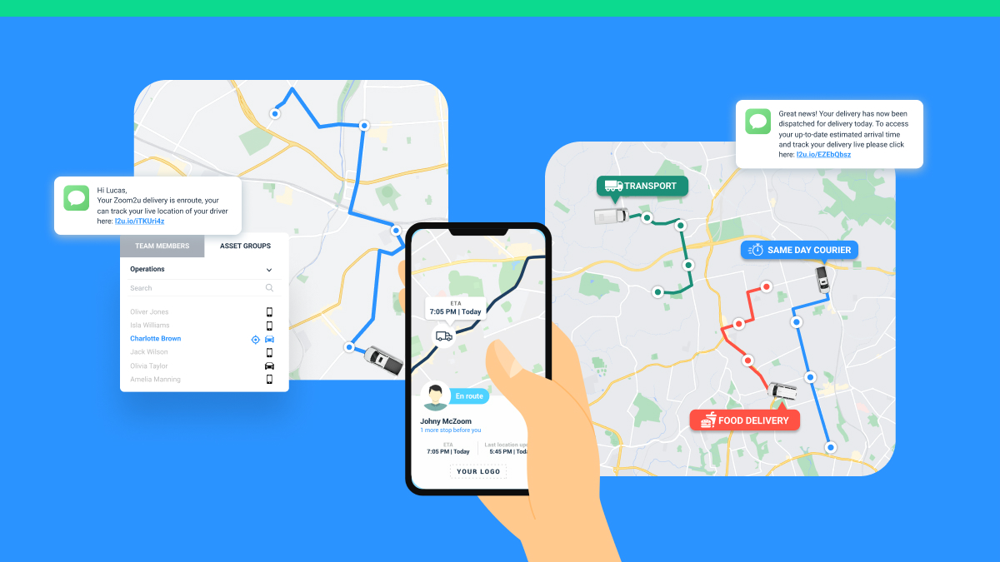 Great news! Your delivery has now been
dispatched for delivery today. To access
your up-to-date estimated arrival time
and track your delivery live please click
here: l2u.io/EZEbQbsz
Hi Lucas,
Your Zoom2u delivery is enroute, your
can track your live location of your driver
here: l2u.io/iTKUri4z
TEAM MEMBERS
ASSET GROUPS
Operations
Search
Oliver Jones
Isla Williams
Charlotte Brown
Jack Wilson
Olivia Taylor
Amelia Manning
ETA
7:05 PM | Today
En route
Johny McZoom
1 more stop before you
ETA
7:05 PM | Today
Last location
5:45 PM |
YOUR LOGO
TRANSPORT
SAME DAY COURIER
FOOD DELIVERY